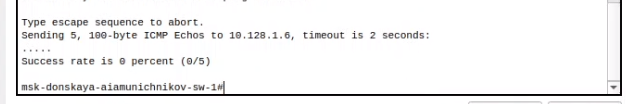 Type escape sequence to abort.
Sending 5, 100-byte ICMP Echos to 10.128.1.6, timeout is 2 seconds:
.....
Success rate is 0 percent (0/5)
msk-donskaya-aiamunichnikov-sw-1#